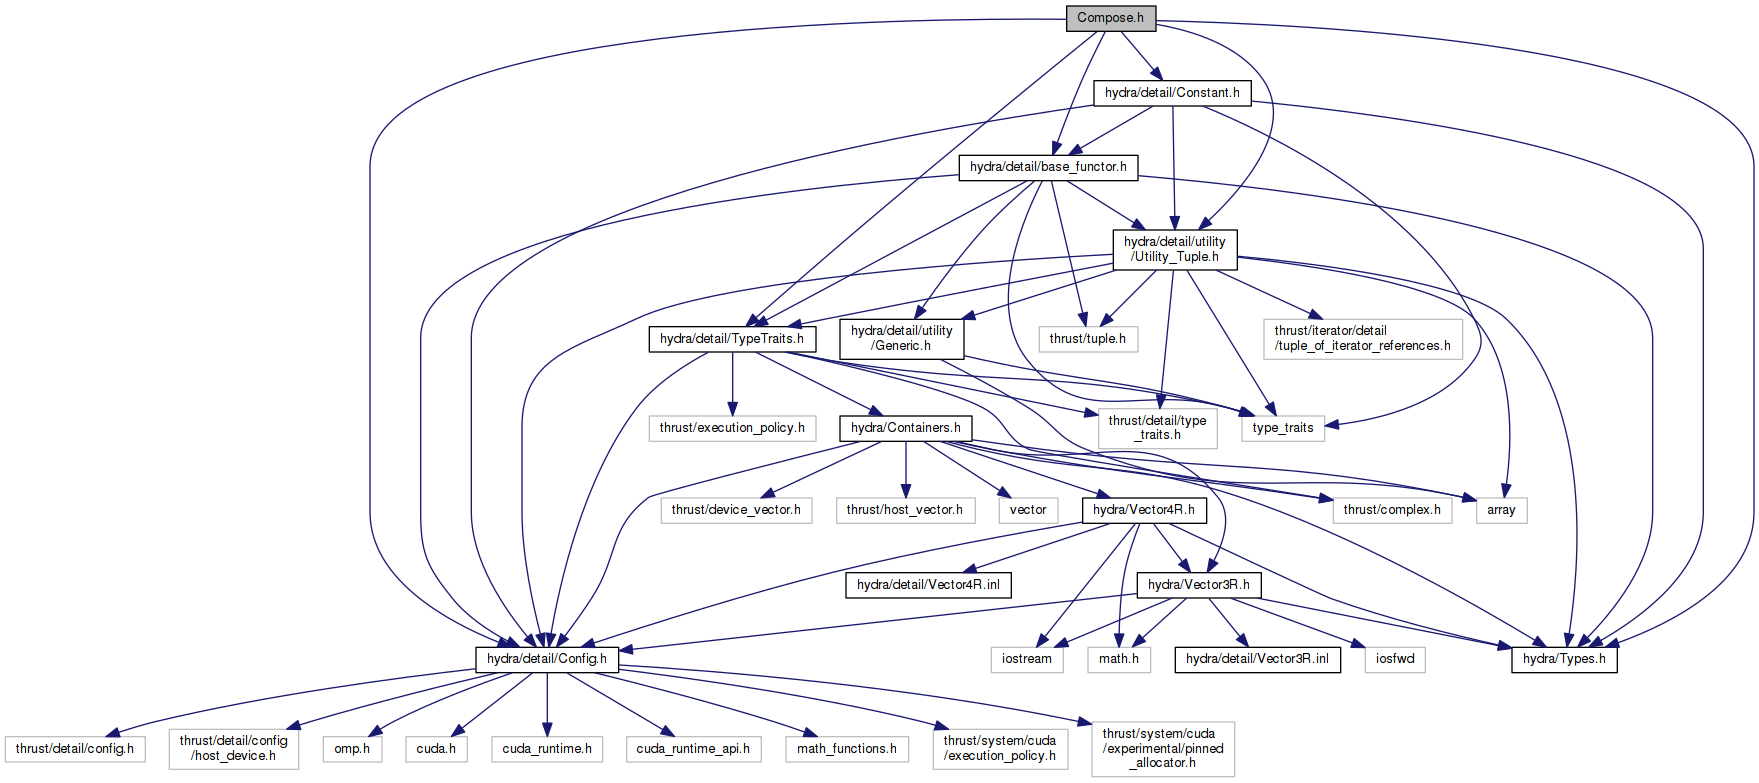 Compose.h
hydra/detail/Constant.h
hydra/detail/base_functor.h
hydra/detail/utility
/Utility_Tuple.h
hydra/detail/TypeTraits.h
hydra/detail/utility
/Generic.h
thrust/tuple.h
thrust/iterator/detail
/tuple_of_iterator_references.h
thrust/execution_policy.h
hydra/Containers.h
thrust/detail/type
_traits.h
type_traits
thrust/device_vector.h
thrust/host_vector.h
vector
hydra/Vector4R.h
thrust/complex.h
array
hydra/detail/Vector4R.inl
hydra/Vector3R.h
hydra/detail/Config.h
iostream
math.h
hydra/detail/Vector3R.inl
iosfwd
hydra/Types.h
thrust/detail/config.h
thrust/detail/config
/host_device.h
omp.h
cuda.h
cuda_runtime.h
cuda_runtime_api.h
math_functions.h
thrust/system/cuda
/execution_policy.h
thrust/system/cuda
/experimental/pinned
_allocator.h